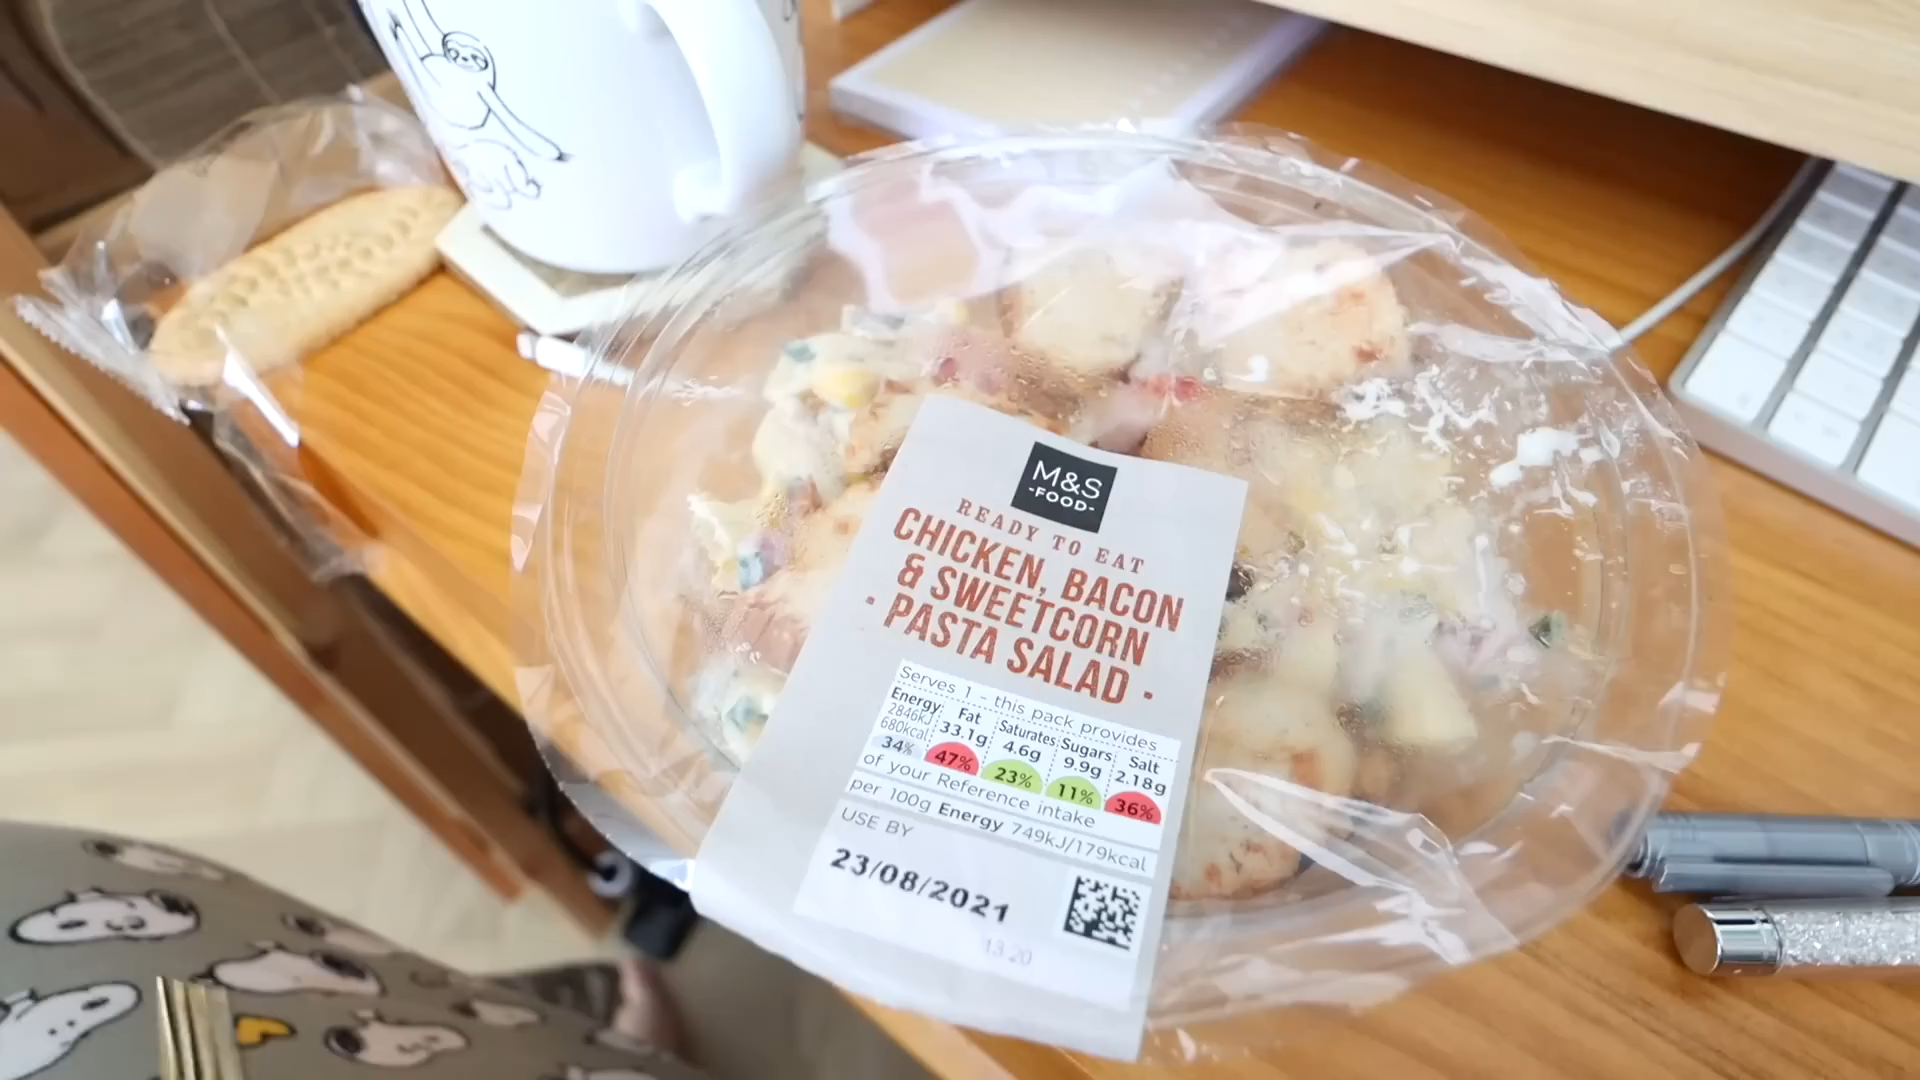 M&S
-FOOD-
READY TO EAT
CHICKEN, BACON
& SWEETCORN
· PASTA SALAD ·
Serves 1 - this pack provides
Energy 2846kJ 680kcal 34%
Fat 33.1g 47%
Saturates 4.6g 23%
Sugars 9.9g 11%
Salt 2.18g 36%
of your Reference intake
per 100g Energy 749kJ/179kcal
USE BY
23/08/2021
13 20